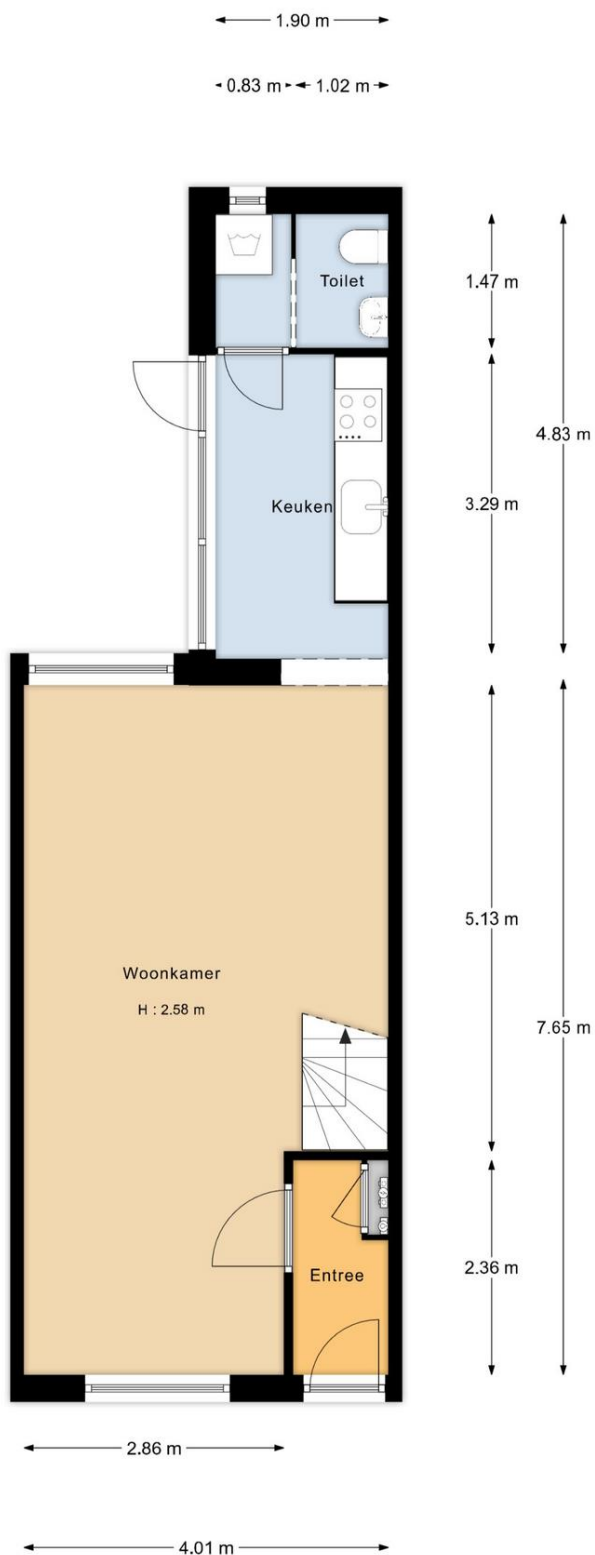 1.90 m
0.83 m 1.02 m
Toilet
1.47 m
4.83 m
Keuken
3.29 m
5.13 m
Woonkamer
H : 2.58 m
7.65 m
Entree
2.36 m
2.86 m
4.01 m